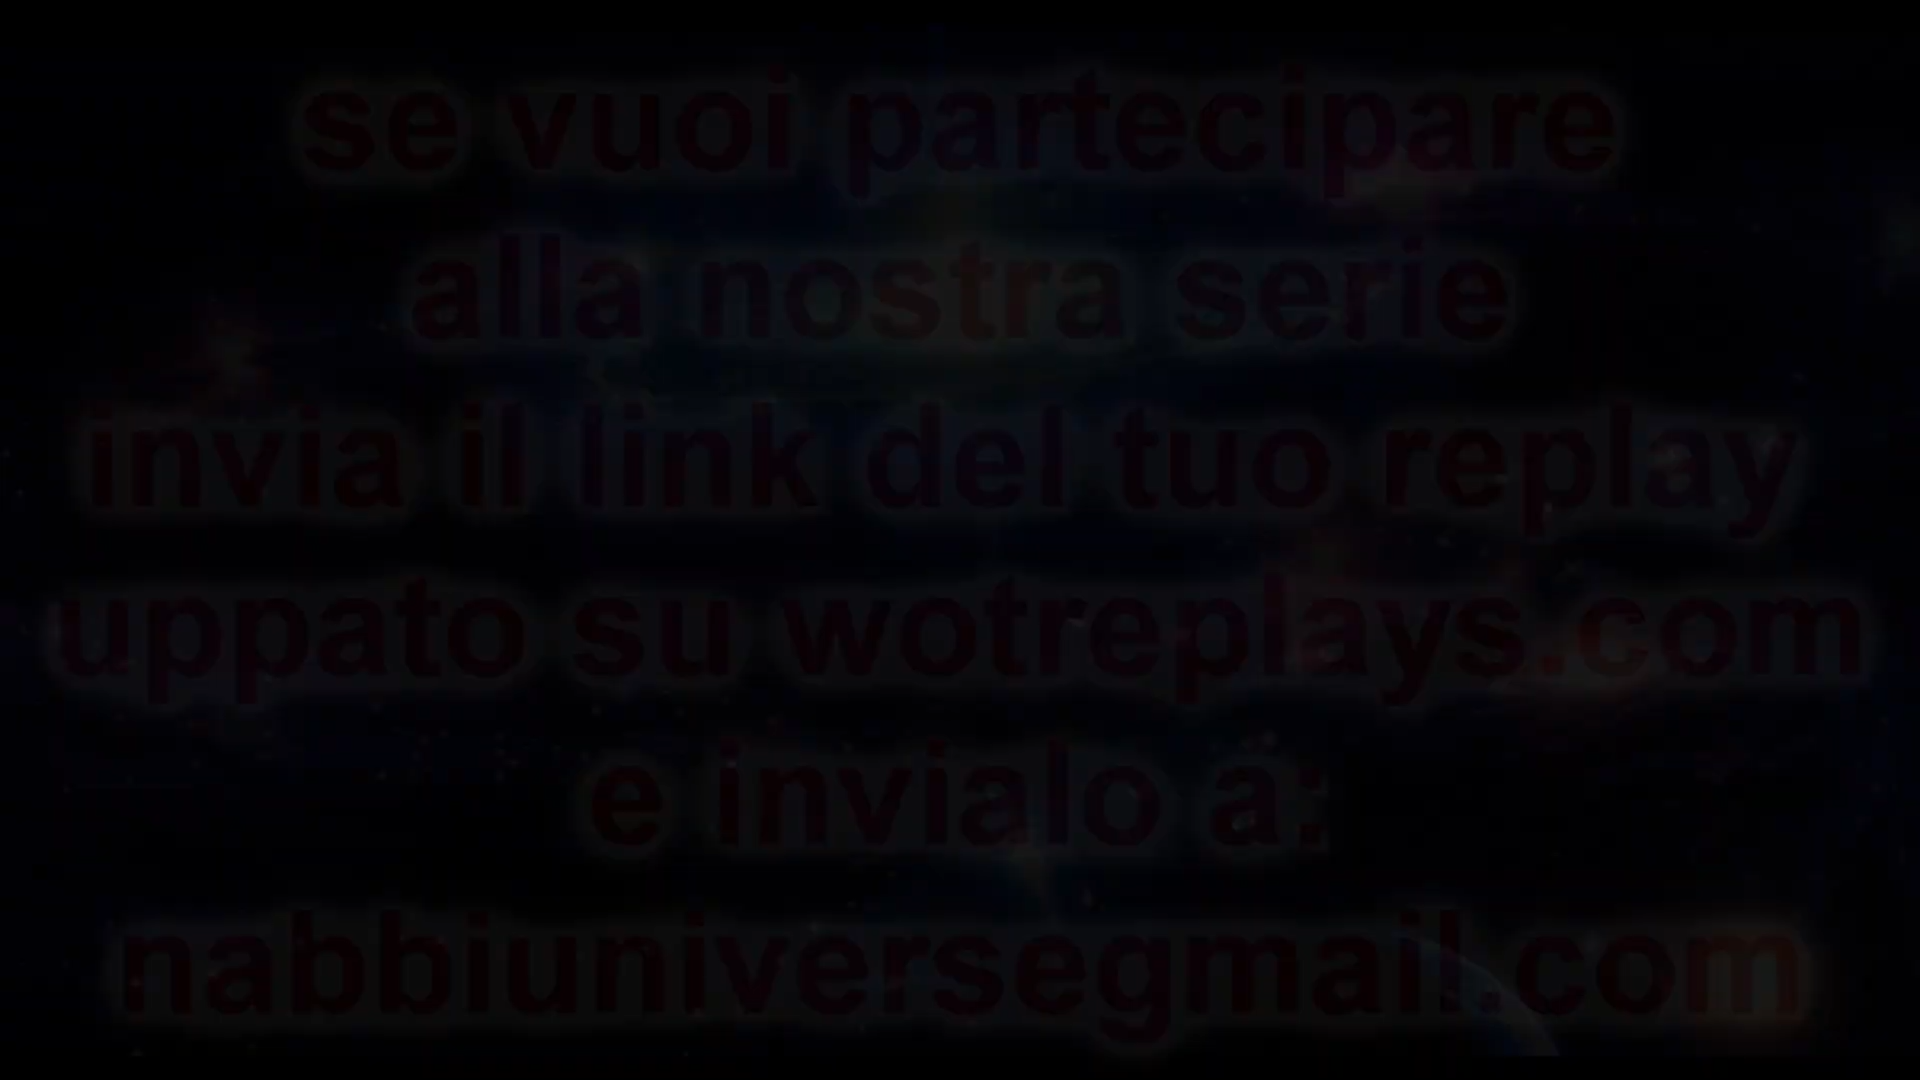 se vuoi partecipare
alla nostra serie
invia il link del tuo replay
uppato su wotreplays.com
e invialo a:
nabbiuniversegmail.com